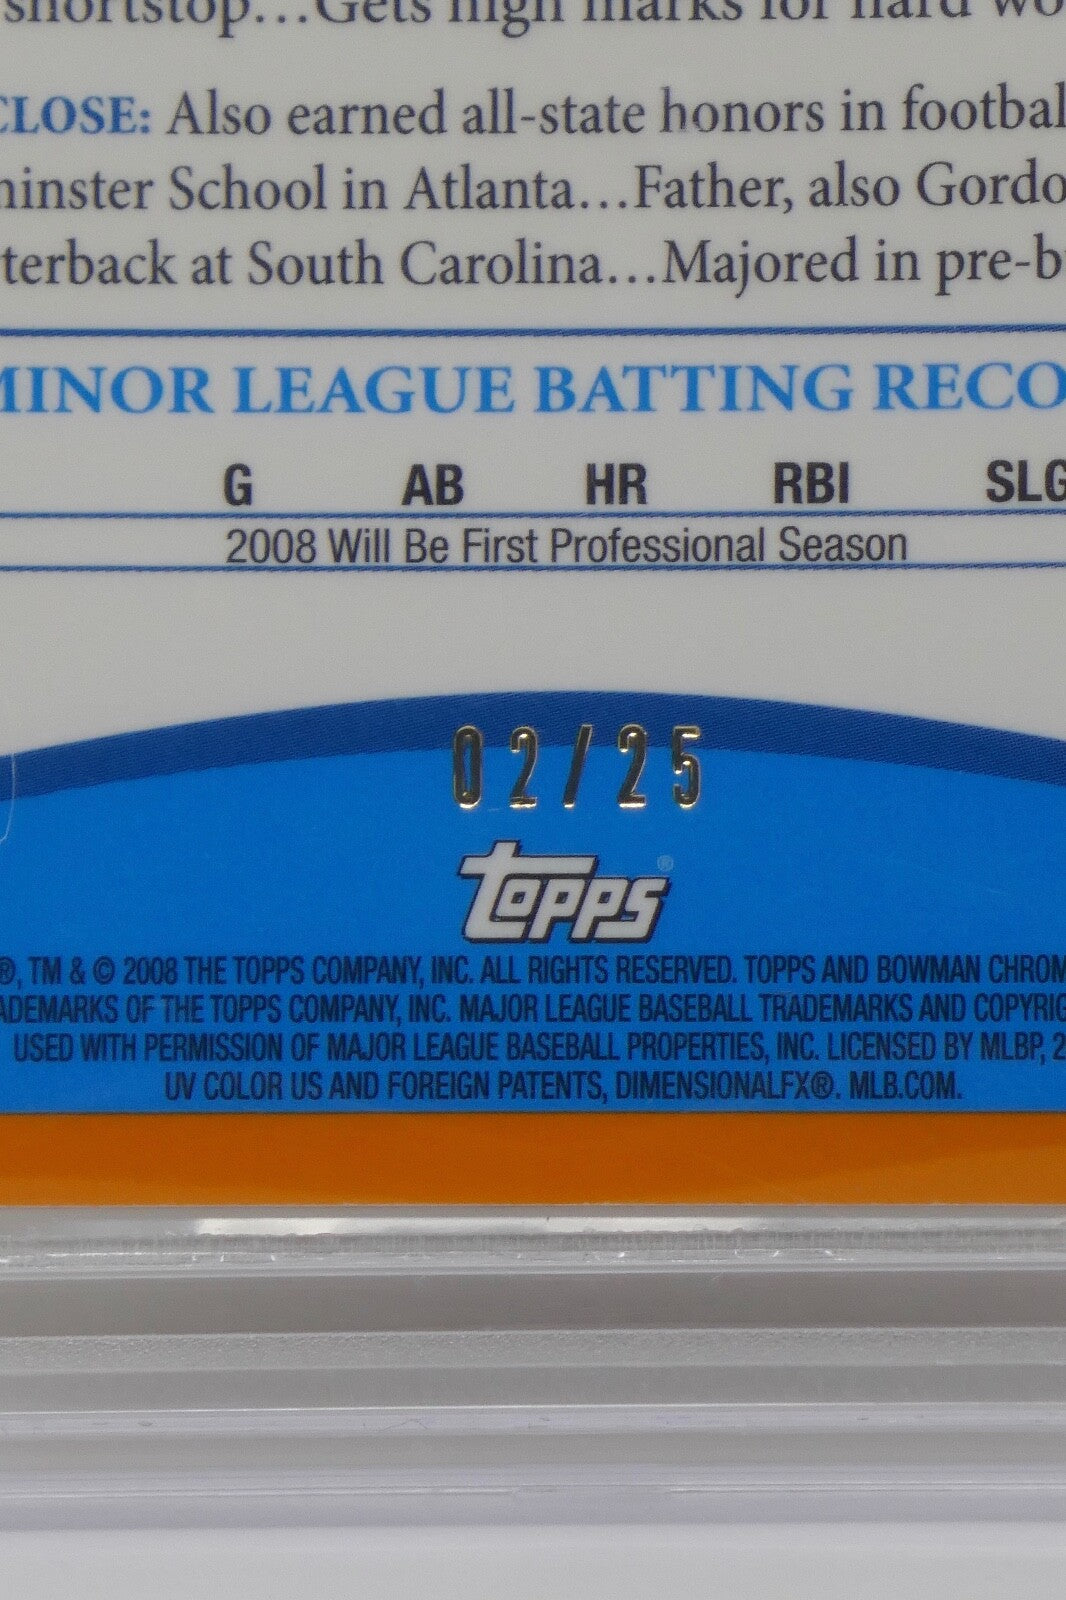 shortstop...Gets high marks for hard wo
CLOSE: Also earned all-state honors in footbal
minster School in Atlanta...Father, also Gordo
terback at South Carolina...Majored in pre-b
MINOR LEAGUE BATTING RECO
G AB HR RBI SLG
2008 Will Be First Professional Season
02/25
topps®
®, TM & © 2008 THE TOPPS COMPANY, INC. ALL RIGHTS RESERVED. TOPPS AND BOWMAN CHROM
ADEMARKS OF THE TOPPS COMPANY, INC. MAJOR LEAGUE BASEBALL TRADEMARKS AND COPYRIG
USED WITH PERMISSION OF MAJOR LEAGUE BASEBALL PROPERTIES, INC. LICENSED BY MLBP, 2
UV COLOR US AND FOREIGN PATENTS, DIMENSIONALFX®. MLB.COM.